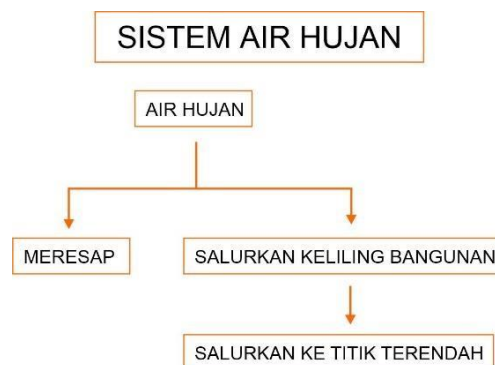 SISTEM AIR HUJAN
AIR HUJAN
MERESAP
SALURKAN KELILING BANGUNAN
SALURKAN KE TITIK TERENDAH